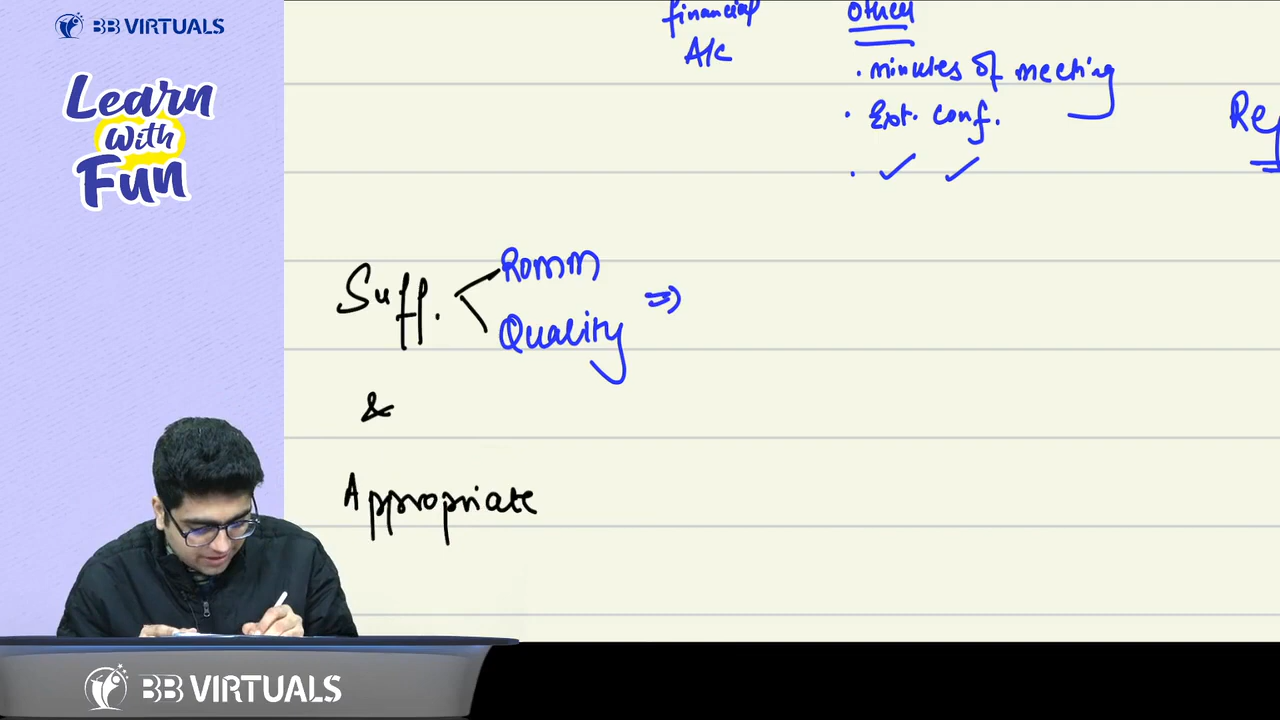 BB VIRTUALS
Learn
With
Fun
financial
A/c
other
. minutes of meeting
. Ext. conf.
.
Suff.
Romm
Quality ⇒
&
Appropriate
BB VIRTUALS